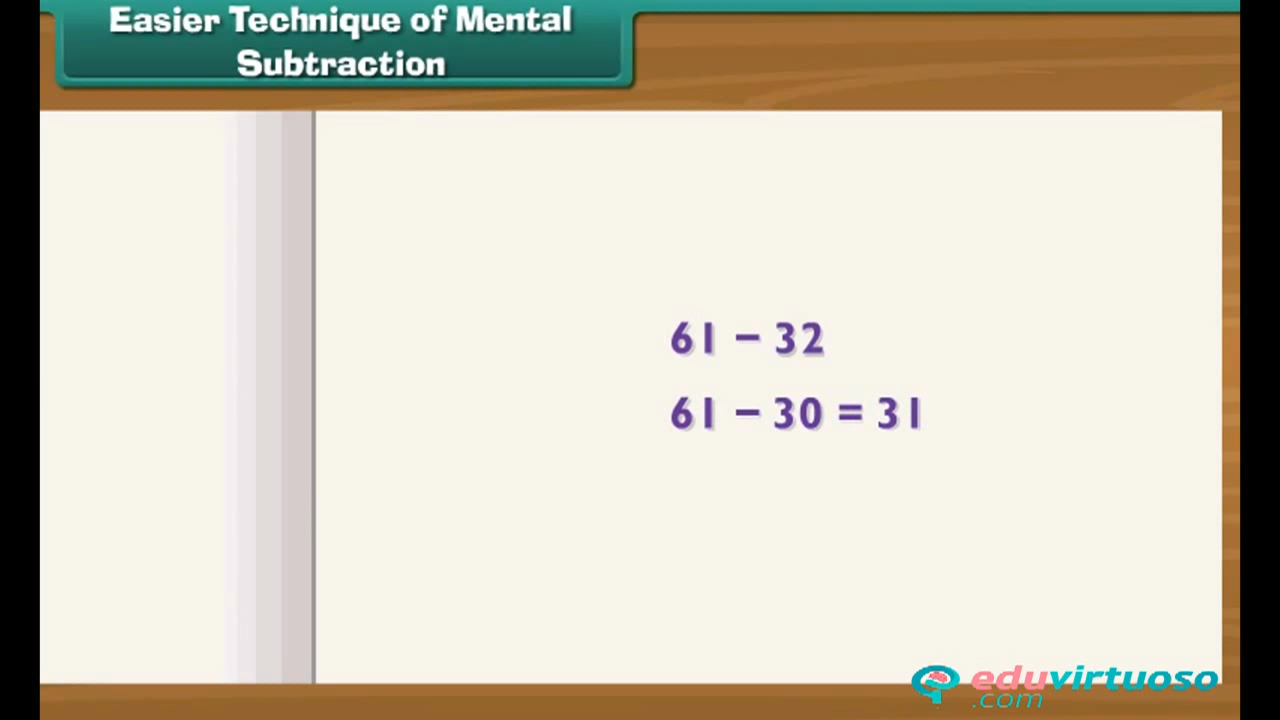 Easier Technique of Mental
Subtraction
61 − 32
61 − 30 = 31
eduvirtuoso
.com